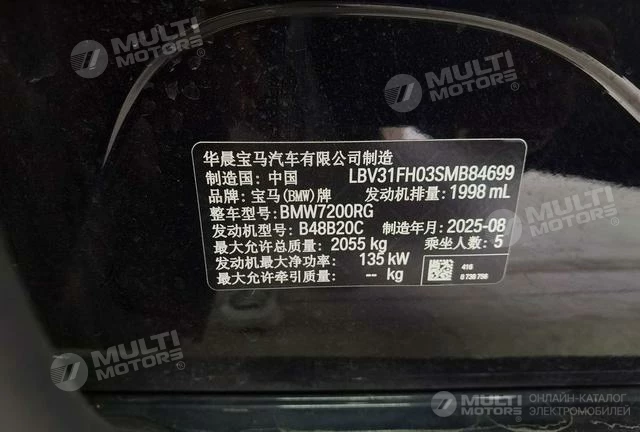 MULTI
MOTORS®
MULTI
MOTORS®
华晨宝马汽车有限公司制造
制造国: 中国 LBV31FH03SMB84699
品牌: 宝马(BMW)牌 发动机排量: 1998 mL
整车型号: BMW7200RG
发动机型号: B48B20C 制造年月: 2025-08
最大允许总质量: 2055 kg 乘坐人数: 5
发动机最大净功率: 135 kW
最大允许牵引质量: -- kg
416
0 736 756
MULTI
MOTORS®
MULTI
MOTORS®
ОНЛАЙН-КАТАЛОГ
ЭЛЕКТРОМОБИЛЕЙ